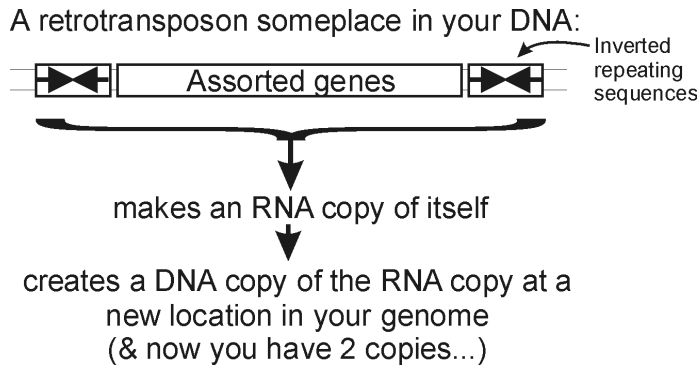 A retrotransposon someplace in your DNA:
Inverted
repeating
sequences
Assorted genes
makes an RNA copy of itself
creates a DNA copy of the RNA copy at a
new location in your genome
(& now you have 2 copies...)